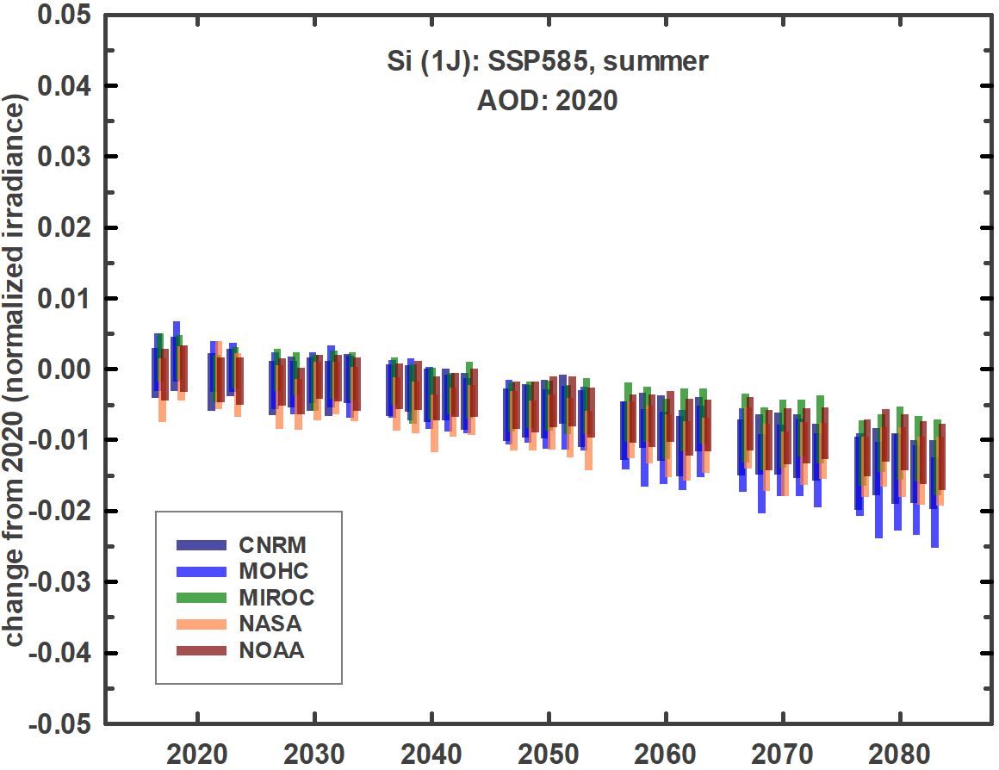 Si (1J): SSP585, summer
AOD: 2020
change from 2020 (normalized irradiance)
0.05
0.04
0.03
0.02
0.01
0.00
-0.01
-0.02
-0.03
-0.04
-0.05
CNRM
MOHC
MIROC
NASA
NOAA
2020 2030 2040 2050 2060 2070 2080